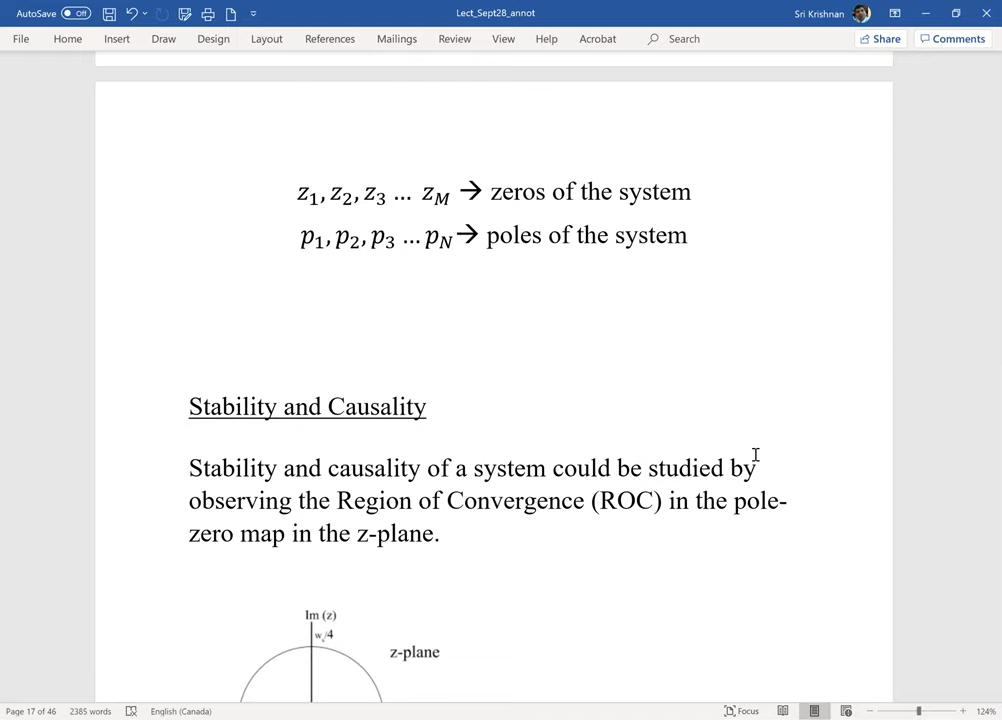 AutoSave Off Lect_Sept28_annot Sri Krishnan
File Home Insert Draw Design Layout References Mailings Review View Help Acrobat Search Share Comments
z₁, z₂, z₃ … z_M → zeros of the system
p₁, p₂, p₃ … p_N → poles of the system
Stability and Causality
Stability and causality of a system could be studied by
observing the Region of Convergence (ROC) in the pole-
zero map in the z-plane.
Im (z)
wₛ/4
z-plane
Page 17 of 46 2385 words English (Canada) Focus 124%